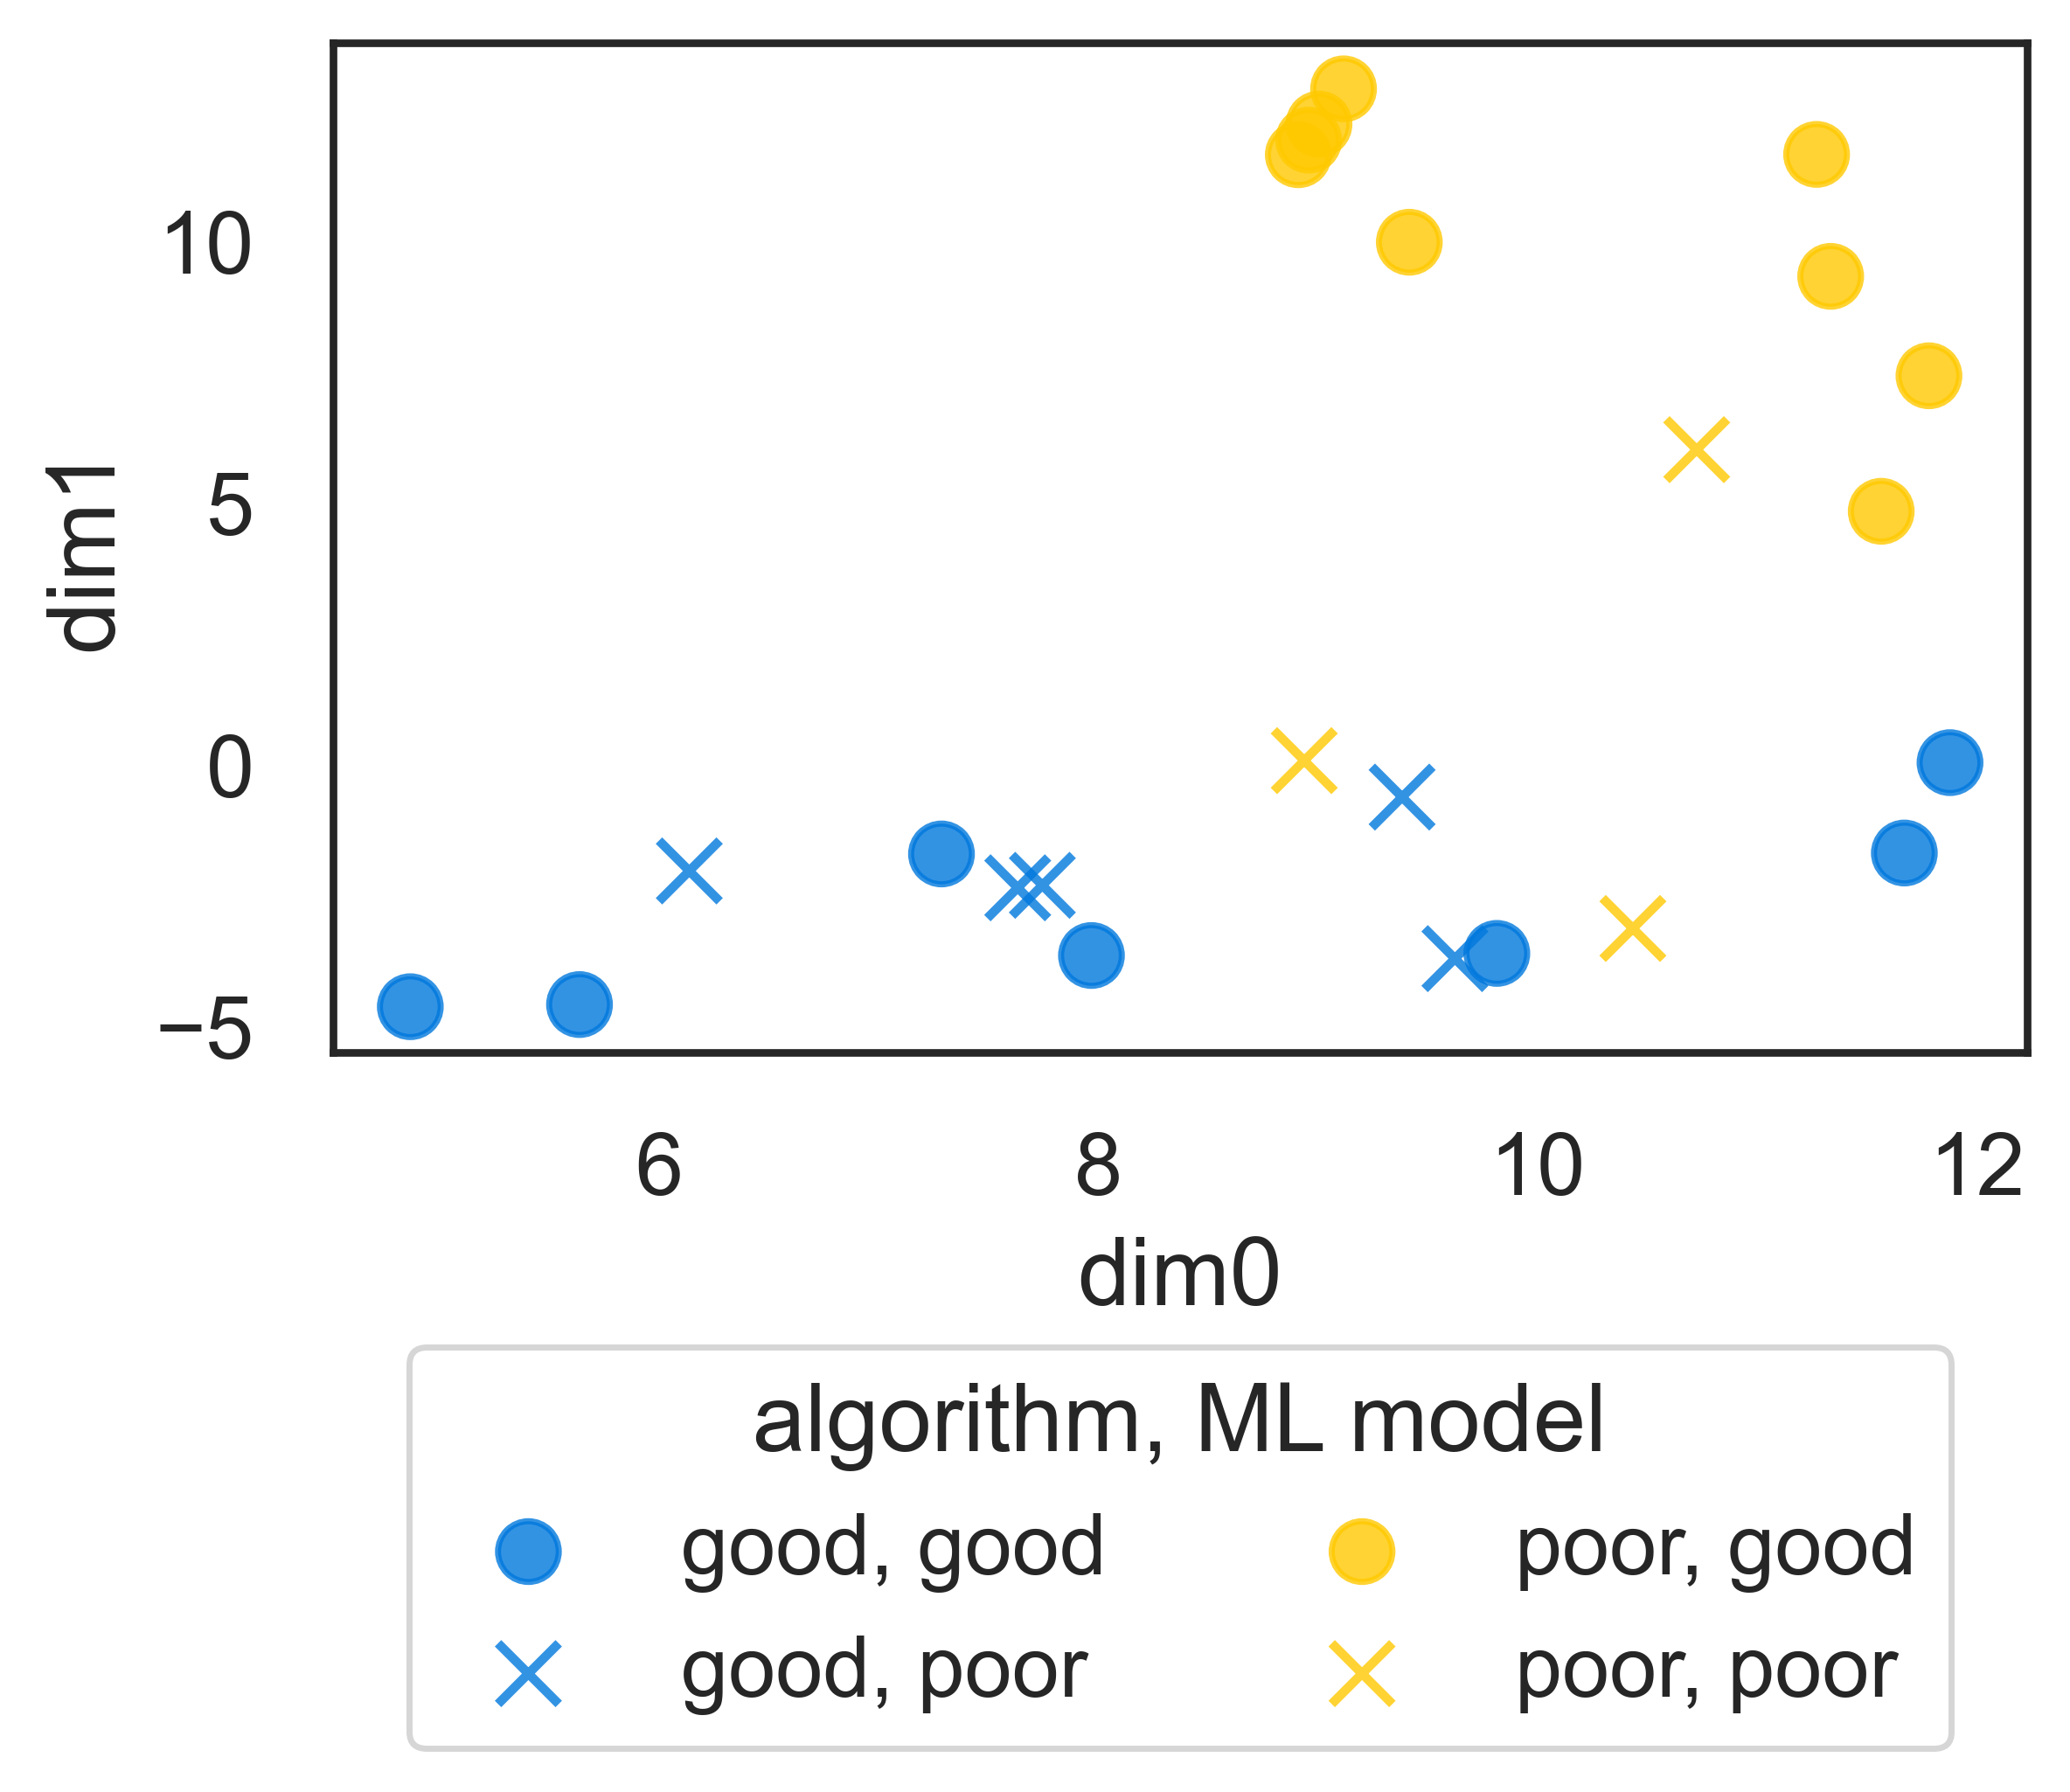 10
5
0
−5
dim1
6 8 10 12
dim0
algorithm, ML model
good, good poor, good
good, poor poor, poor